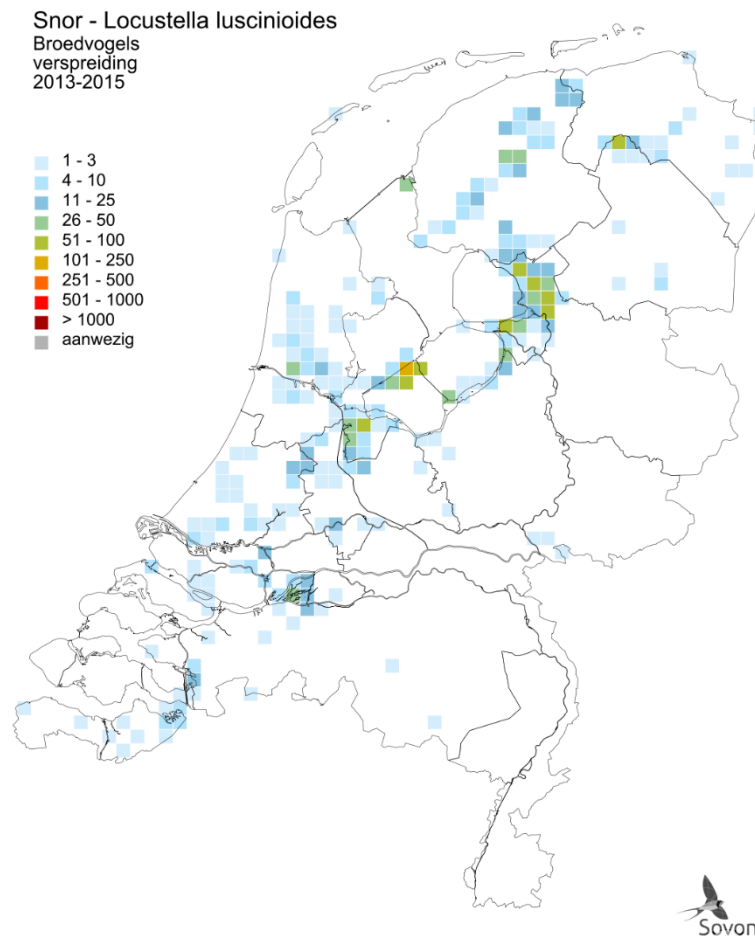 Snor - Locustella luscinioides
Broedvogels
verspreiding
2013-2015
1 - 3
4 - 10
11 - 25
26 - 50
51 - 100
101 - 250
251 - 500
501 - 1000
> 1000
aanwezig
Sovon